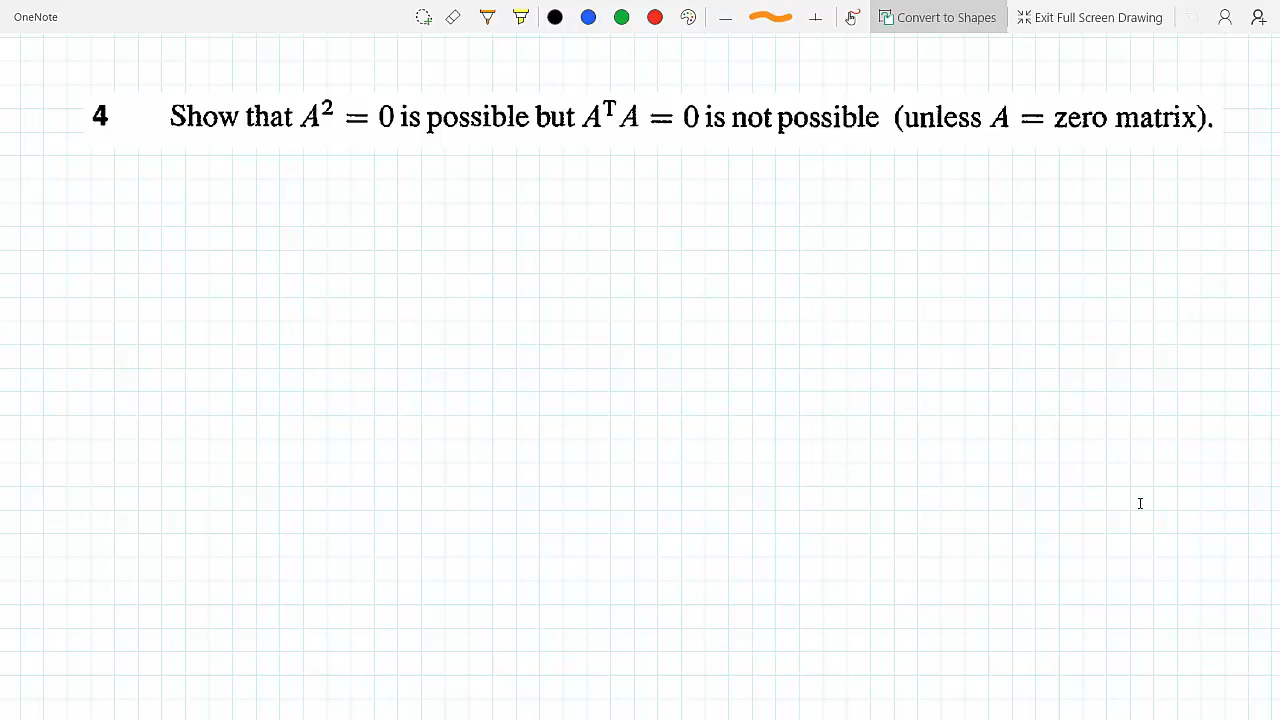 OneNote
Convert to Shapes
Exit Full Screen Drawing
4 Show that A² = 0 is possible but AᵀA = 0 is not possible (unless A = zero matrix).